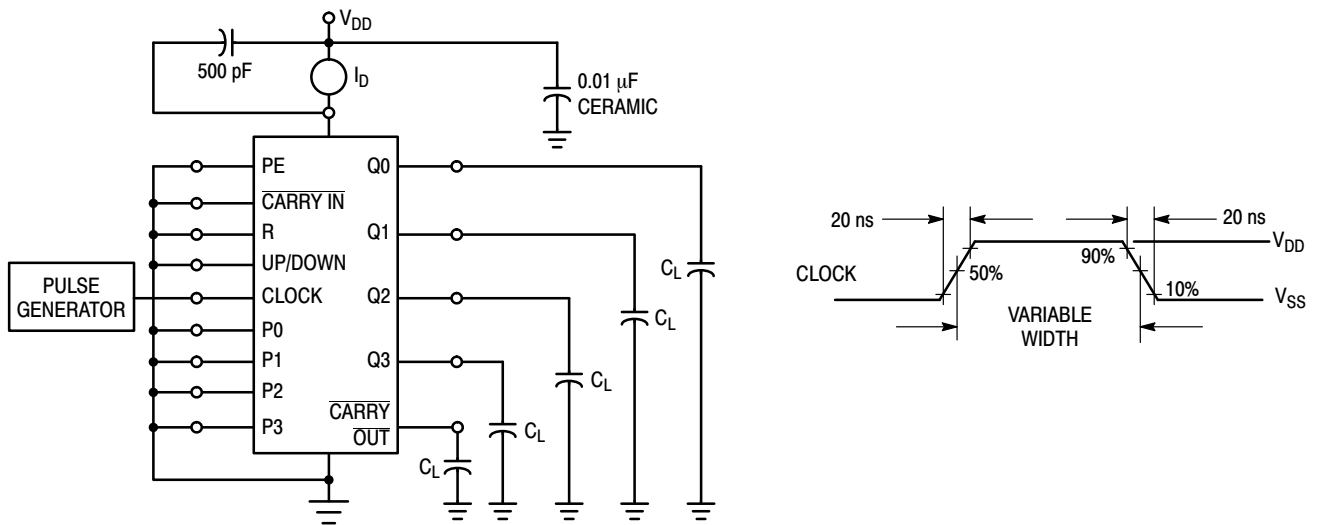 V_DD
500 pF
I_D
0.01 μF
CERAMIC
PE
Q0
CARRY IN
R
Q1
UP/DOWN
PULSE
GENERATOR
CLOCK
Q2
P0
P1
Q3
P2
CARRY
OUT
P3
C_L
C_L
C_L
C_L
C_L
20 ns
20 ns
V_DD
90%
50%
CLOCK
10%
V_SS
VARIABLE
WIDTH